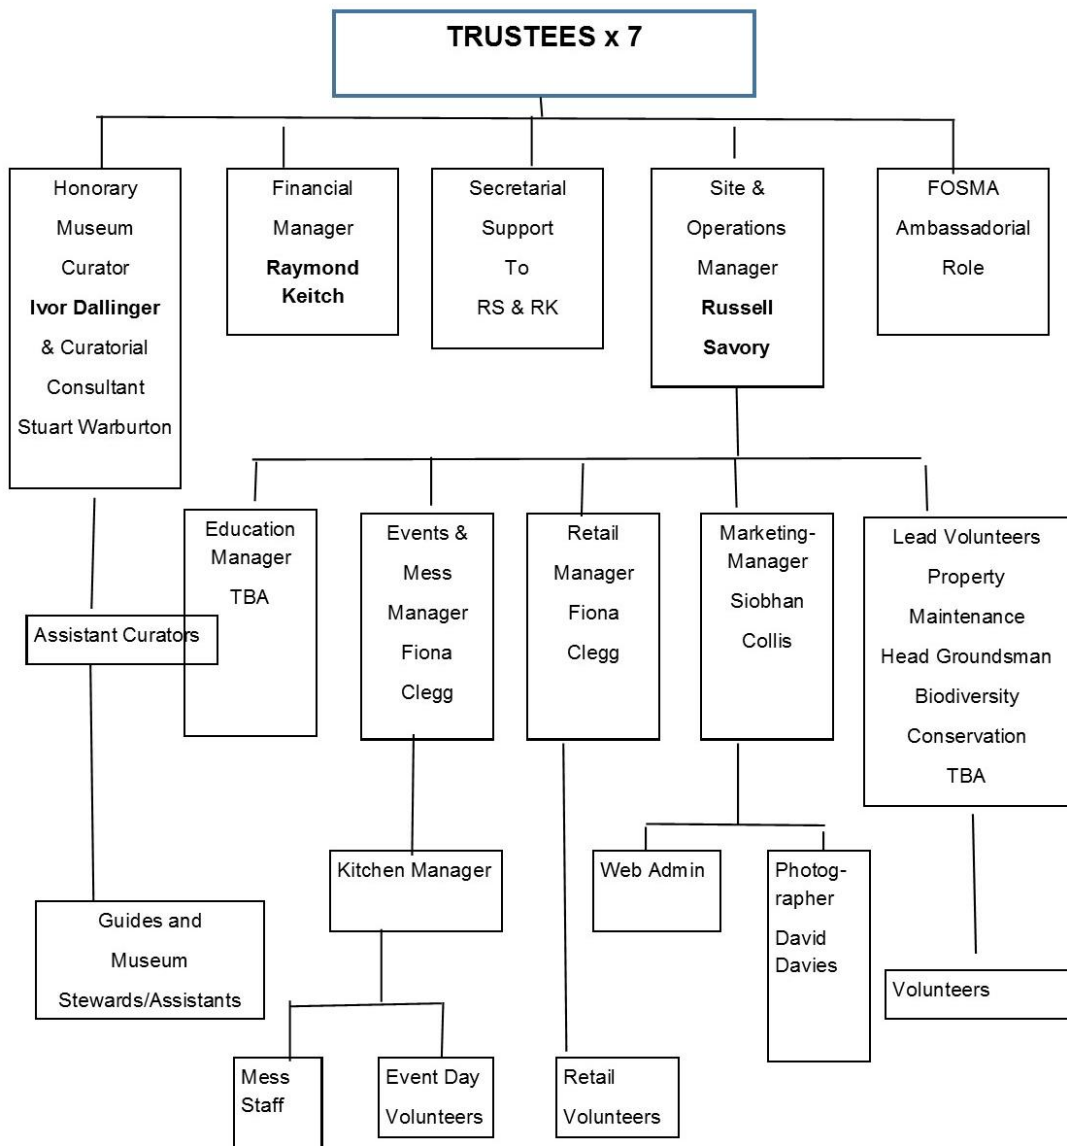 TRUSTEES x 7
Honorary
Museum
Curator
Ivor Dallinger
& Curatorial
Consultant
Stuart Warburton
Financial
Manager
Raymond
Keitch
Secretarial
Support
To
RS & RK
Site &
Operations
Manager
Russell
Savory
FOSMA
Ambassadorial
Role
Assistant Curators
Education
Manager
TBA
Events &
Mess
Manager
Fiona
Clegg
Retail
Manager
Fiona
Clegg
Marketing-
Manager
Siobhan
Collis
Lead Volunteers
Property
Maintenance
Head Groundsman
Biodiversity
Conservation
TBA
Guides and
Museum
Stewards/Assistants
Kitchen Manager
Web Admin
Photog-
rapher
David
Davies
Volunteers
Mess
Staff
Event Day
Volunteers
Retail
Volunteers